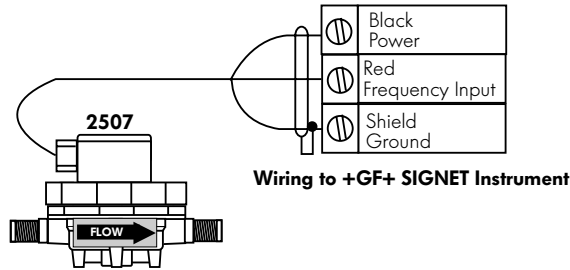 Black
Power
Red
Frequency Input
Shield
Ground
2507
Wiring to +GF+ SIGNET Instrument
FLOW